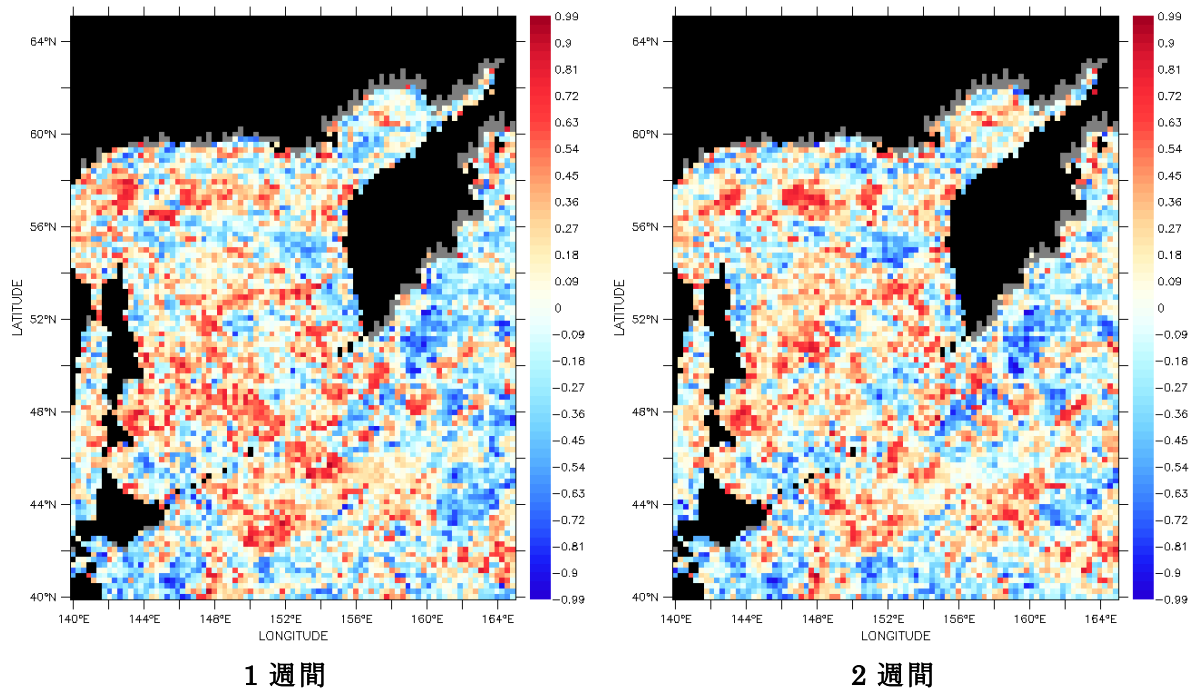 64°N
60°N
56°N
52°N
48°N
44°N
40°N
LATITUDE
140°E 144°E 148°E 152°E 156°E 160°E 164°E
LONGITUDE
0.99
0.9
0.81
0.72
0.63
0.54
0.45
0.36
0.27
0.18
0.09
0
-0.09
-0.18
-0.27
-0.36
-0.45
-0.54
-0.63
-0.72
-0.81
-0.9
-0.99
1 週間
64°N
60°N
56°N
52°N
48°N
44°N
40°N
LATITUDE
140°E 144°E 148°E 152°E 156°E 160°E 164°E
LONGITUDE
0.99
0.9
0.81
0.72
0.63
0.54
0.45
0.36
0.27
0.18
0.09
0
-0.09
-0.18
-0.27
-0.36
-0.45
-0.54
-0.63
-0.72
-0.81
-0.9
-0.99
2 週間